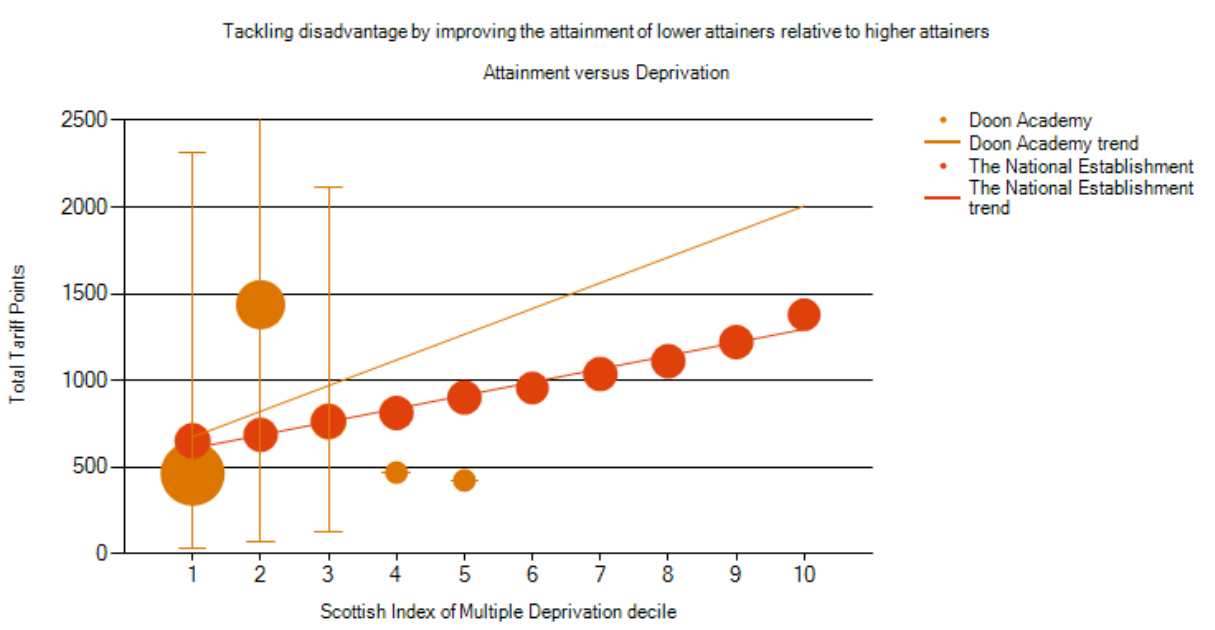 Tackling disadvantage by improving the attainment of lower attainers relative to higher attainers
Attainment versus Deprivation
2500
2000
1500
1000
500
0
Total Tariff Points
1 2 3 4 5 6 7 8 9 10
Scottish Index of Multiple Deprivation decile
Doon Academy
Doon Academy trend
The National Establishment
The National Establishment
trend